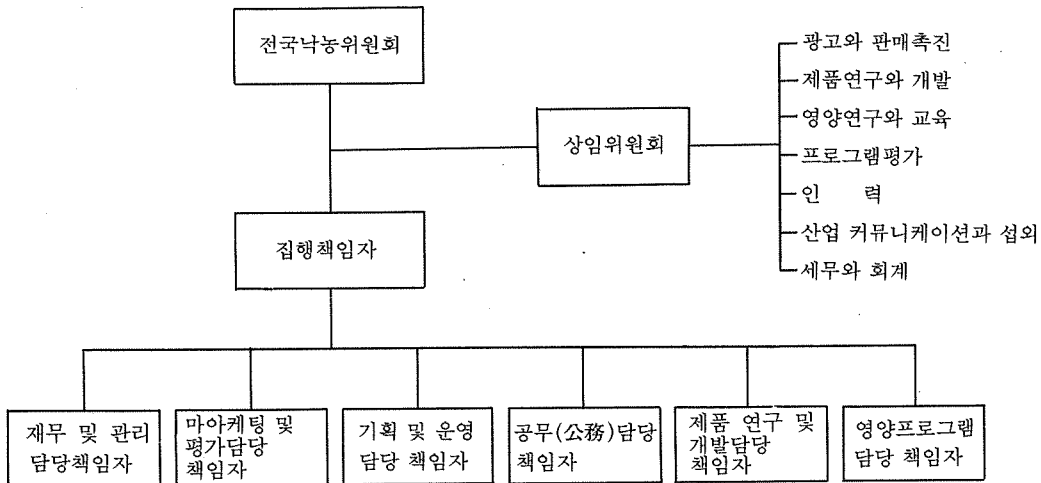 전국낙농위원회
상임위원회
광고와 판매촉진
제품연구와 개발
영양연구와 교육
프로그램평가
인 력
산업 커뮤니케이션과 섭외
세무와 회계
집행책임자
재무 및 관리
담당책임자
마아케팅 및
평가담당
책임자
기획 및 운영
담당 책임자
공무(公務)담당
책임자
제품 연구 및
개발담당
책임자
영양프로그램
담당 책임자